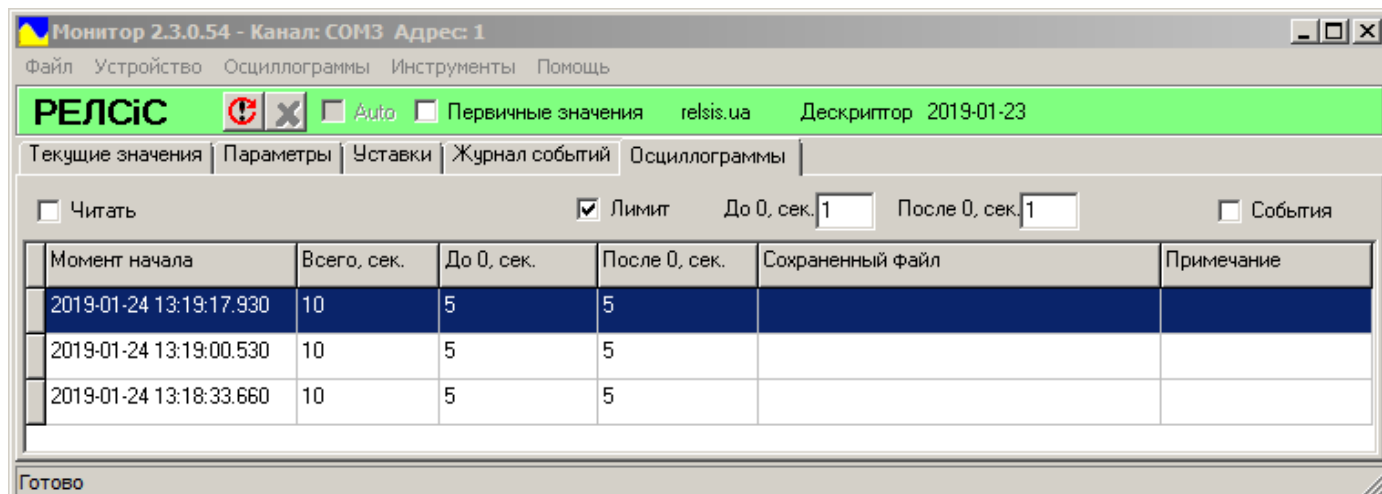 Монитор 2.3.0.54 - Канал: COM3 Адрес: 1
Файл Устройство Осциллограммы Инструменты Помощь
РЕЛСіС Auto Первичные значения relsis.ua Дескриптор 2019-01-23
Текущие значения Параметры Уставки Журнал событий Осциллограммы
Читать Лимит До 0, сек. 1 После 0, сек. 1 События
Момент начала Всего, сек. До 0, сек. После 0, сек. Сохраненный файл Примечание
2019-01-24 13:19:17.930 10 5 5
2019-01-24 13:19:00.530 10 5 5
2019-01-24 13:18:33.660 10 5 5
Готово